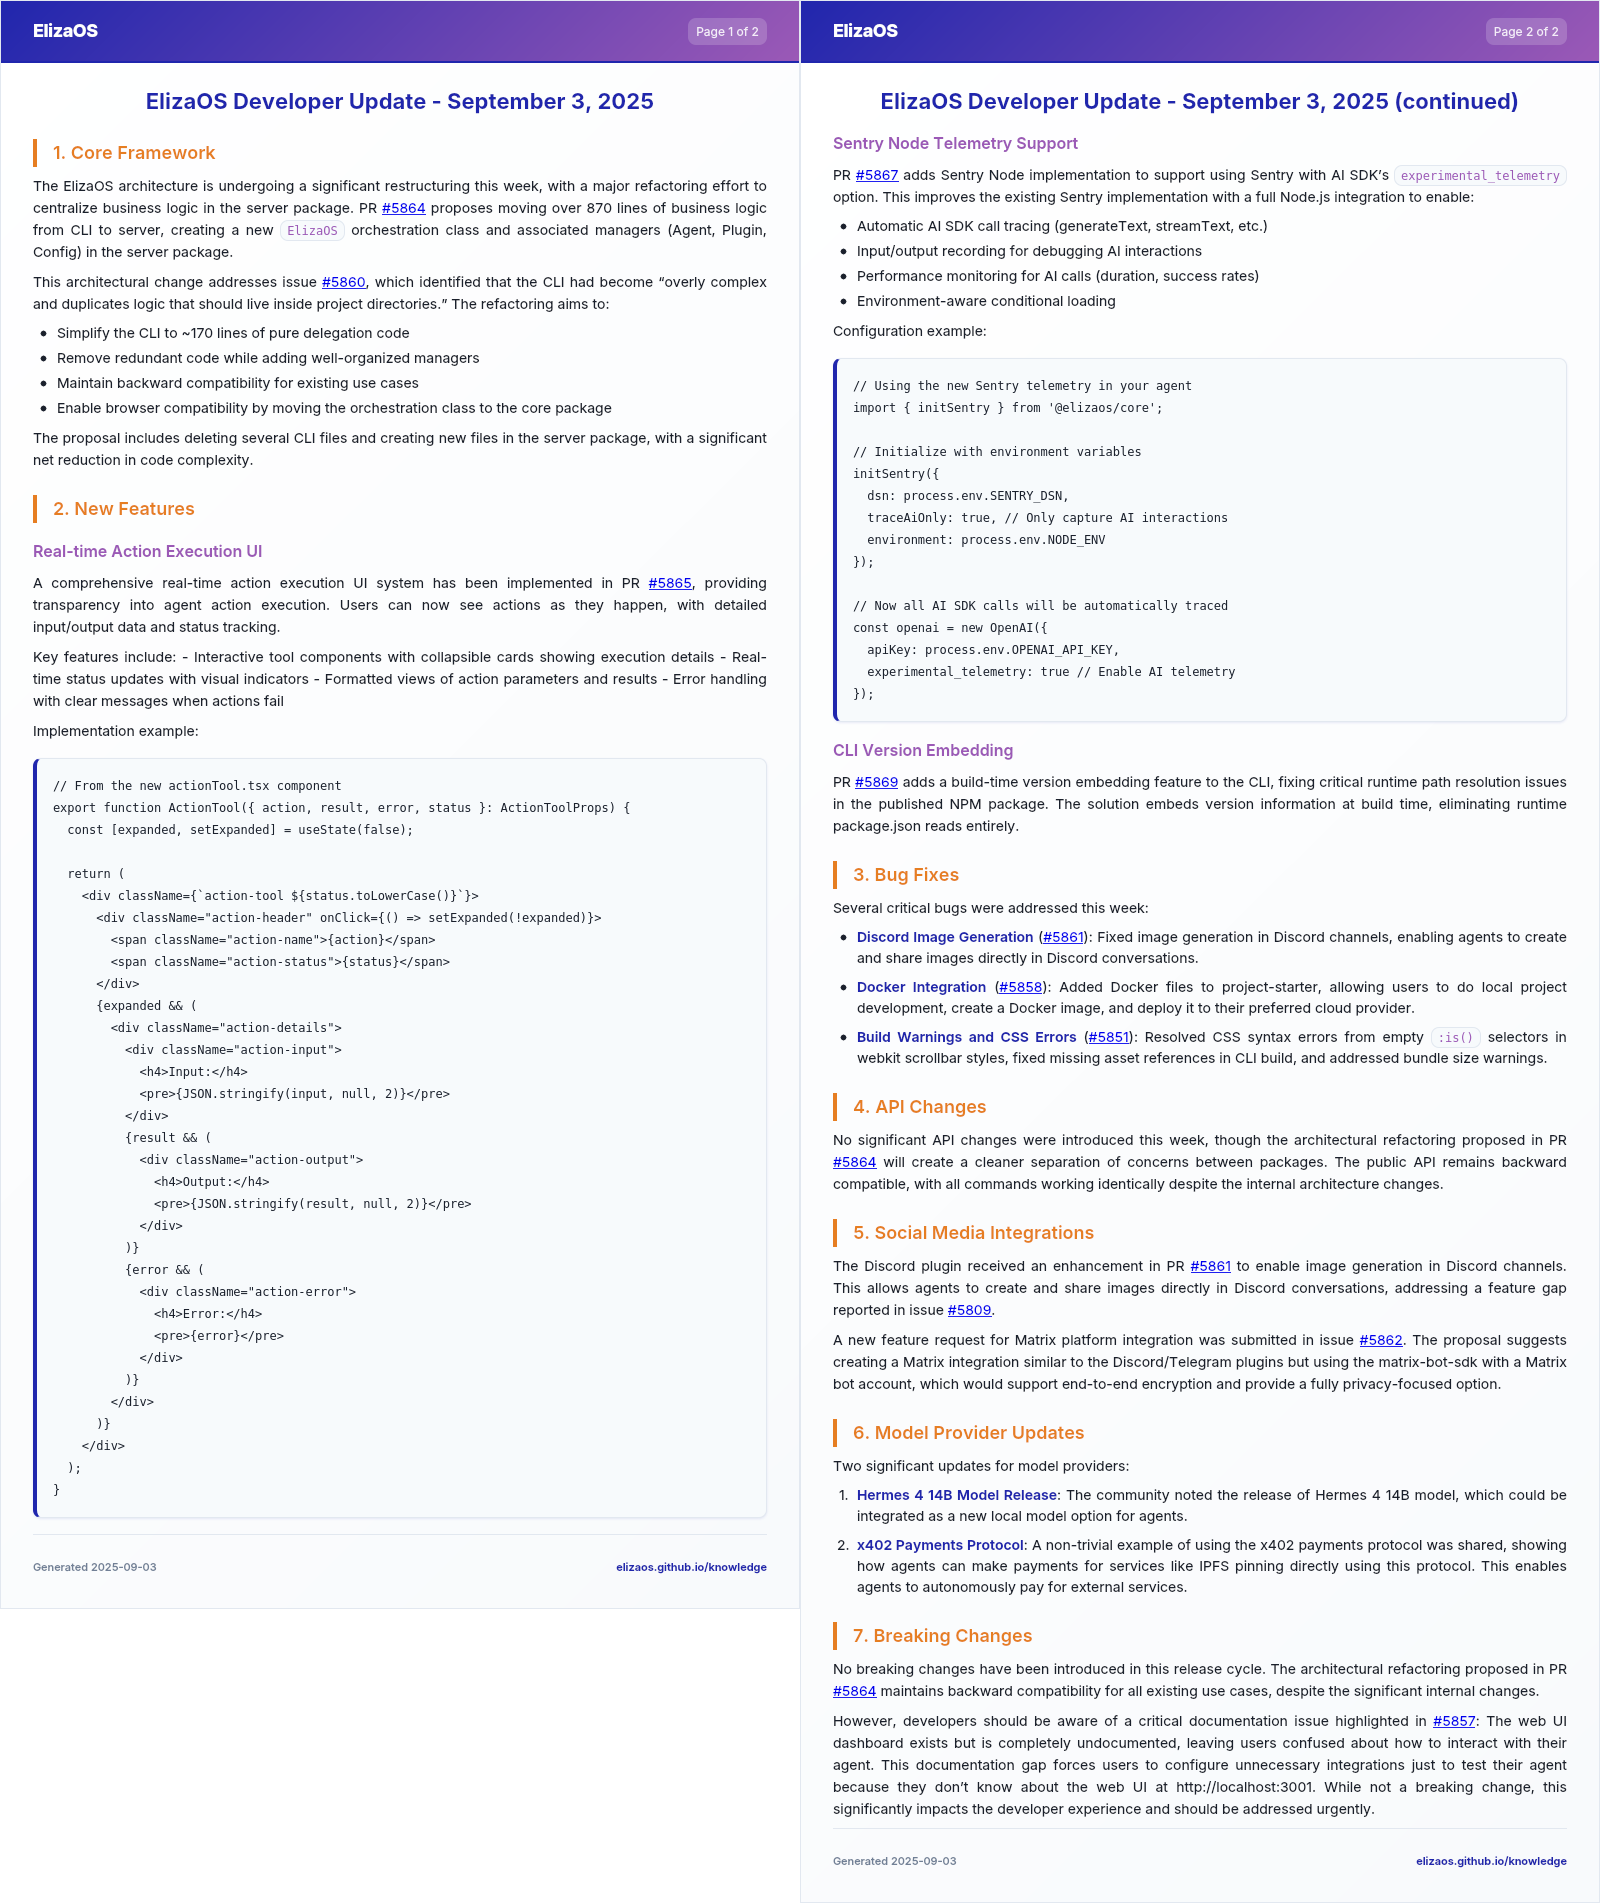 ElizaOS
Page 1 of 2
ElizaOS Developer Update - September 3, 2025
1. Core Framework
The ElizaOS architecture is undergoing a significant restructuring this week, with a major refactoring effort to
centralize business logic in the server package. PR #5864 proposes moving over 870 lines of business logic
from CLI to server, creating a new ElizaOS orchestration class and associated managers (Agent, Plugin,
Config) in the server package.
This architectural change addresses issue #5860, which identified that the CLI had become “overly complex
and duplicates logic that should live inside project directories.” The refactoring aims to:
• Simplify the CLI to ~170 lines of pure delegation code
• Remove redundant code while adding well-organized managers
• Maintain backward compatibility for existing use cases
• Enable browser compatibility by moving the orchestration class to the core package
The proposal includes deleting several CLI files and creating new files in the server package, with a significant
net reduction in code complexity.
2. New Features
Real-time Action Execution UI
A comprehensive real-time action execution UI system has been implemented in PR #5865, providing
transparency into agent action execution. Users can now see actions as they happen, with detailed
input/output data and status tracking.
Key features include: - Interactive tool components with collapsible cards showing execution details - Real-
time status updates with visual indicators - Formatted views of action parameters and results - Error handling
with clear messages when actions fail
Implementation example:
// From the new actionTool.tsx component
export function ActionTool({ action, result, error, status }: ActionToolProps) {
  const [expanded, setExpanded] = useState(false);

  return (
    <div className={`action-tool ${status.toLowerCase()}`}>
      <div className="action-header" onClick={() => setExpanded(!expanded)}>
        <span className="action-name">{action}</span>
        <span className="action-status">{status}</span>
      </div>
      {expanded && (
        <div className="action-details">
          <div className="action-input">
            <h4>Input:</h4>
            <pre>{JSON.stringify(input, null, 2)}</pre>
          </div>
          {result && (
            <div className="action-output">
              <h4>Output:</h4>
              <pre>{JSON.stringify(result, null, 2)}</pre>
            </div>
          )}
          {error && (
            <div className="action-error">
              <h4>Error:</h4>
              <pre>{error}</pre>
            </div>
          )}
        </div>
      )}
    </div>
  );
}
Generated 2025-09-03
elizaos.github.io/knowledge
ElizaOS
Page 2 of 2
ElizaOS Developer Update - September 3, 2025 (continued)
Sentry Node Telemetry Support
PR #5867 adds Sentry Node implementation to support using Sentry with AI SDK’s experimental_telemetry
option. This improves the existing Sentry implementation with a full Node.js integration to enable:
• Automatic AI SDK call tracing (generateText, streamText, etc.)
• Input/output recording for debugging AI interactions
• Performance monitoring for AI calls (duration, success rates)
• Environment-aware conditional loading
Configuration example:
// Using the new Sentry telemetry in your agent
import { initSentry } from '@elizaos/core';

// Initialize with environment variables
initSentry({
  dsn: process.env.SENTRY_DSN,
  traceAiOnly: true, // Only capture AI interactions
  environment: process.env.NODE_ENV
});

// Now all AI SDK calls will be automatically traced
const openai = new OpenAI({
  apiKey: process.env.OPENAI_API_KEY,
  experimental_telemetry: true // Enable AI telemetry
});
CLI Version Embedding
PR #5869 adds a build-time version embedding feature to the CLI, fixing critical runtime path resolution issues
in the published NPM package. The solution embeds version information at build time, eliminating runtime
package.json reads entirely.
3. Bug Fixes
Several critical bugs were addressed this week:
• Discord Image Generation (#5861): Fixed image generation in Discord channels, enabling agents to create
and share images directly in Discord conversations.
• Docker Integration (#5858): Added Docker files to project-starter, allowing users to do local project
development, create a Docker image, and deploy it to their preferred cloud provider.
• Build Warnings and CSS Errors (#5851): Resolved CSS syntax errors from empty :is() selectors in
webkit scrollbar styles, fixed missing asset references in CLI build, and addressed bundle size warnings.
4. API Changes
No significant API changes were introduced this week, though the architectural refactoring proposed in PR
#5864 will create a cleaner separation of concerns between packages. The public API remains backward
compatible, with all commands working identically despite the internal architecture changes.
5. Social Media Integrations
The Discord plugin received an enhancement in PR #5861 to enable image generation in Discord channels.
This allows agents to create and share images directly in Discord conversations, addressing a feature gap
reported in issue #5809.
A new feature request for Matrix platform integration was submitted in issue #5862. The proposal suggests
creating a Matrix integration similar to the Discord/Telegram plugins but using the matrix-bot-sdk with a Matrix
bot account, which would support end-to-end encryption and provide a fully privacy-focused option.
6. Model Provider Updates
Two significant updates for model providers:
1. Hermes 4 14B Model Release: The community noted the release of Hermes 4 14B model, which could be
integrated as a new local model option for agents.
2. x402 Payments Protocol: A non-trivial example of using the x402 payments protocol was shared, showing
how agents can make payments for services like IPFS pinning directly using this protocol. This enables
agents to autonomously pay for external services.
7. Breaking Changes
No breaking changes have been introduced in this release cycle. The architectural refactoring proposed in PR
#5864 maintains backward compatibility for all existing use cases, despite the significant internal changes.
However, developers should be aware of a critical documentation issue highlighted in #5857: The web UI
dashboard exists but is completely undocumented, leaving users confused about how to interact with their
agent. This documentation gap forces users to configure unnecessary integrations just to test their agent
because they don’t know about the web UI at http://localhost:3001. While not a breaking change, this
significantly impacts the developer experience and should be addressed urgently.
Generated 2025-09-03
elizaos.github.io/knowledge